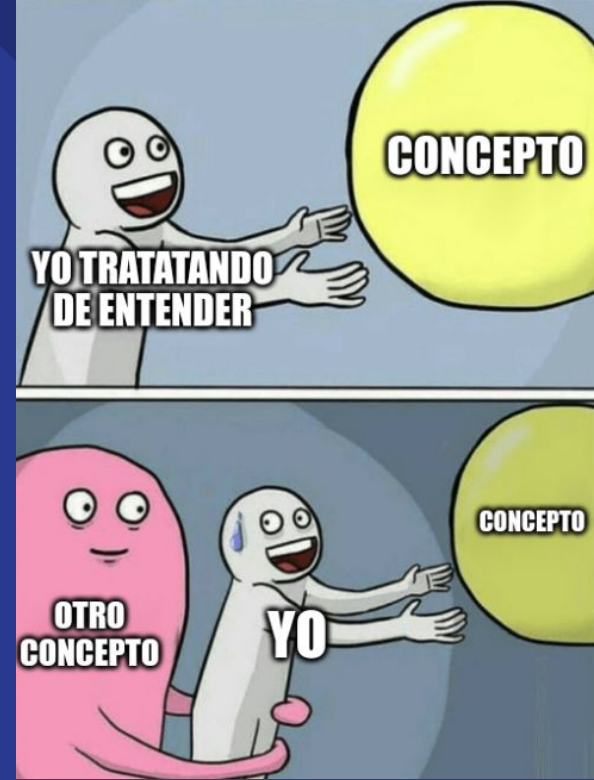 CONCEPTO
YO TRATATANDO
DE ENTENDER
CONCEPTO
OTRO
CONCEPTO
YO